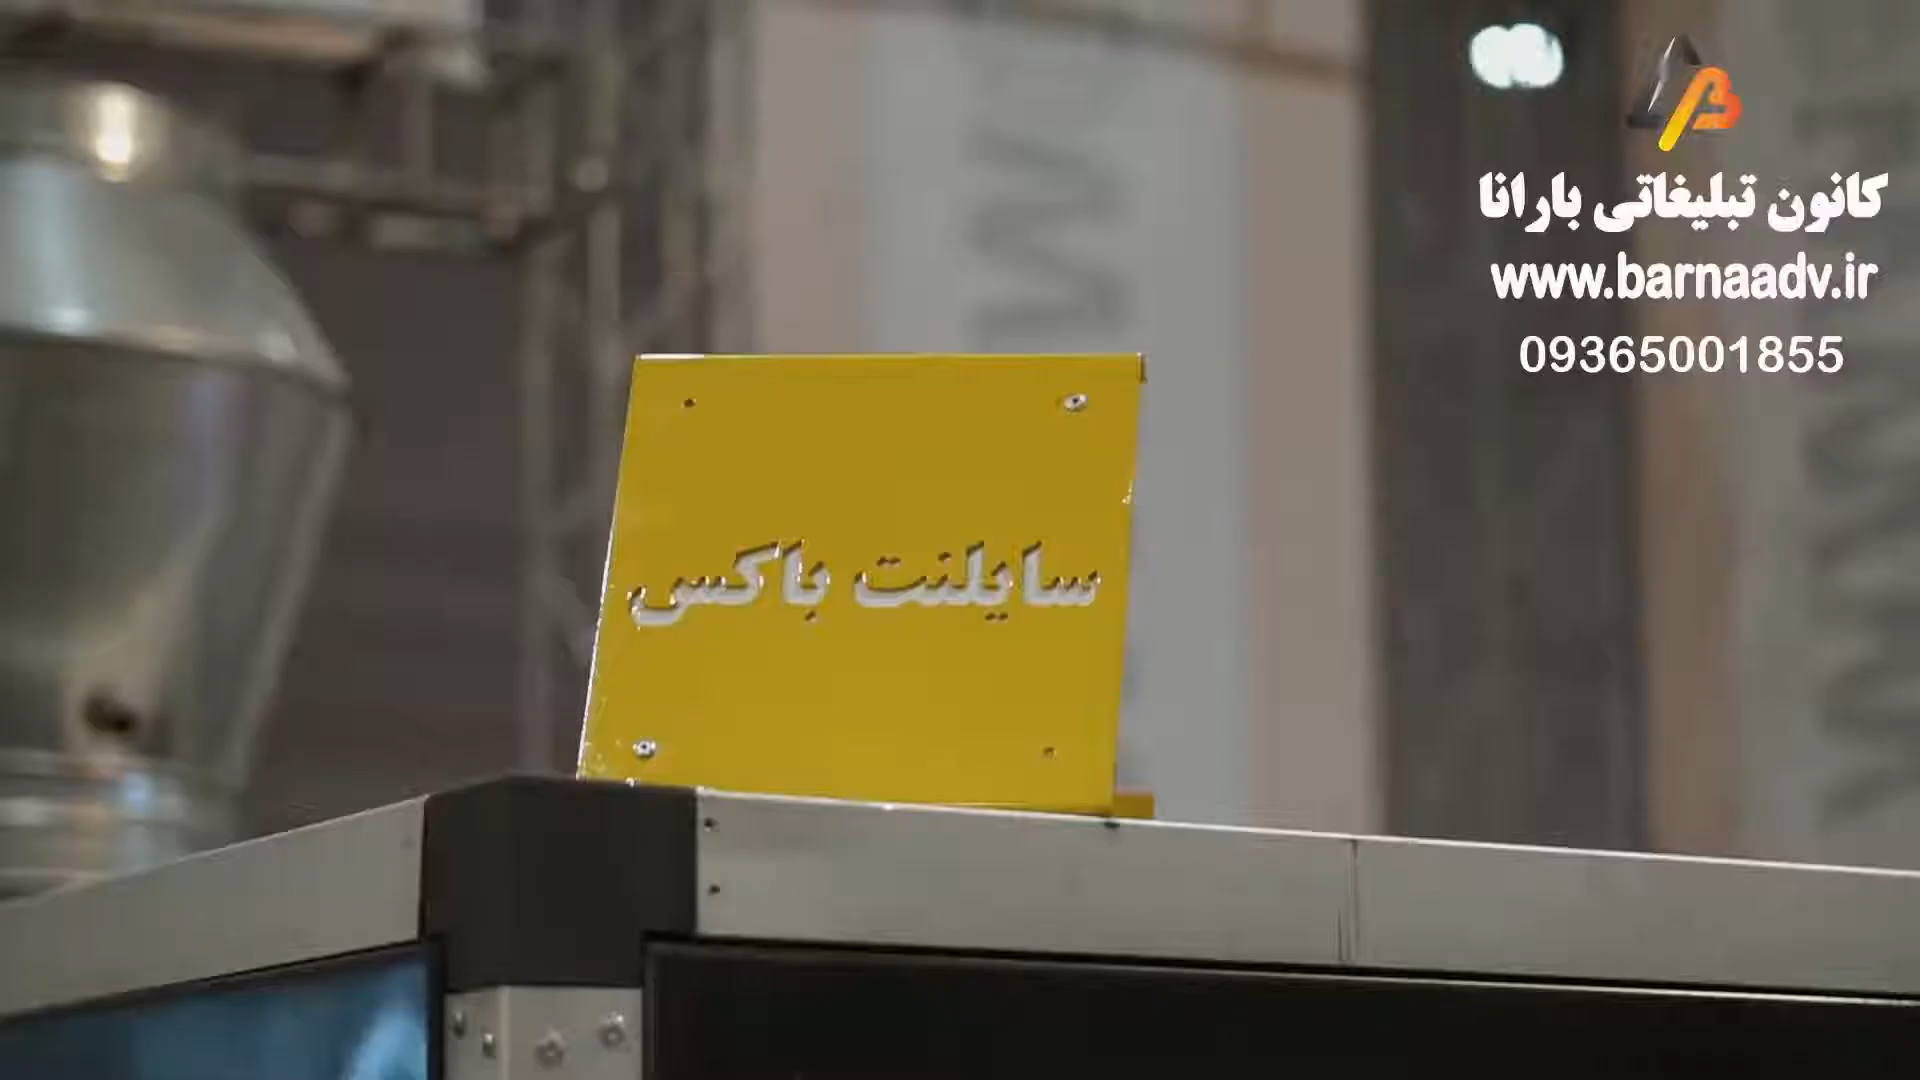 کانون تبلیغاتی بارانا
www.barnaadv.ir
09365001855
سایلنت باکس